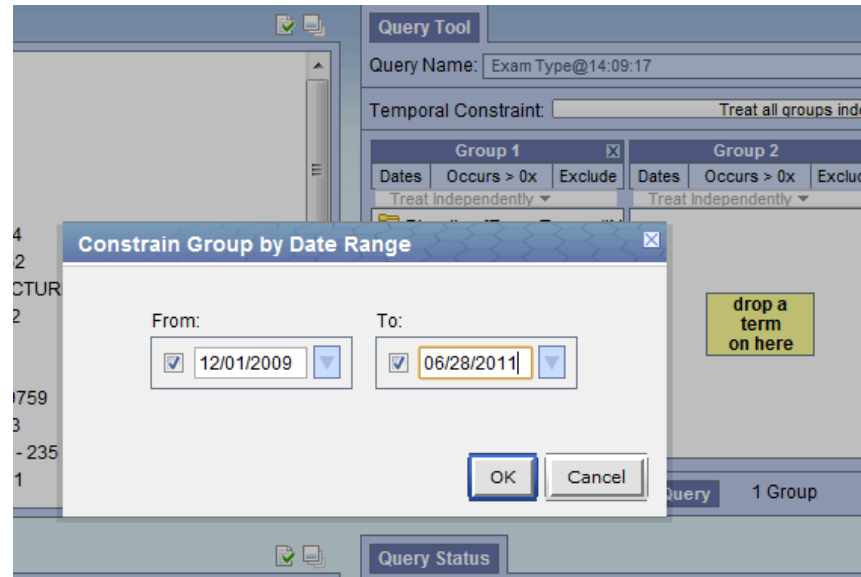 Query Tool
Query Name: Exam Type@14:09:17
Temporal Constraint: Treat all groups
Group 1 Group 2
Dates Occurs > 0x Exclude Dates Occurs > 0x
Treat Independently Treat Independently
4
Constrain Group by Date Range
2
CTUR
2
From: To:
12/01/2009 06/28/2011
drop a
term
on here
759
3
- 235
1
OK Cancel
1 Group
Query Status